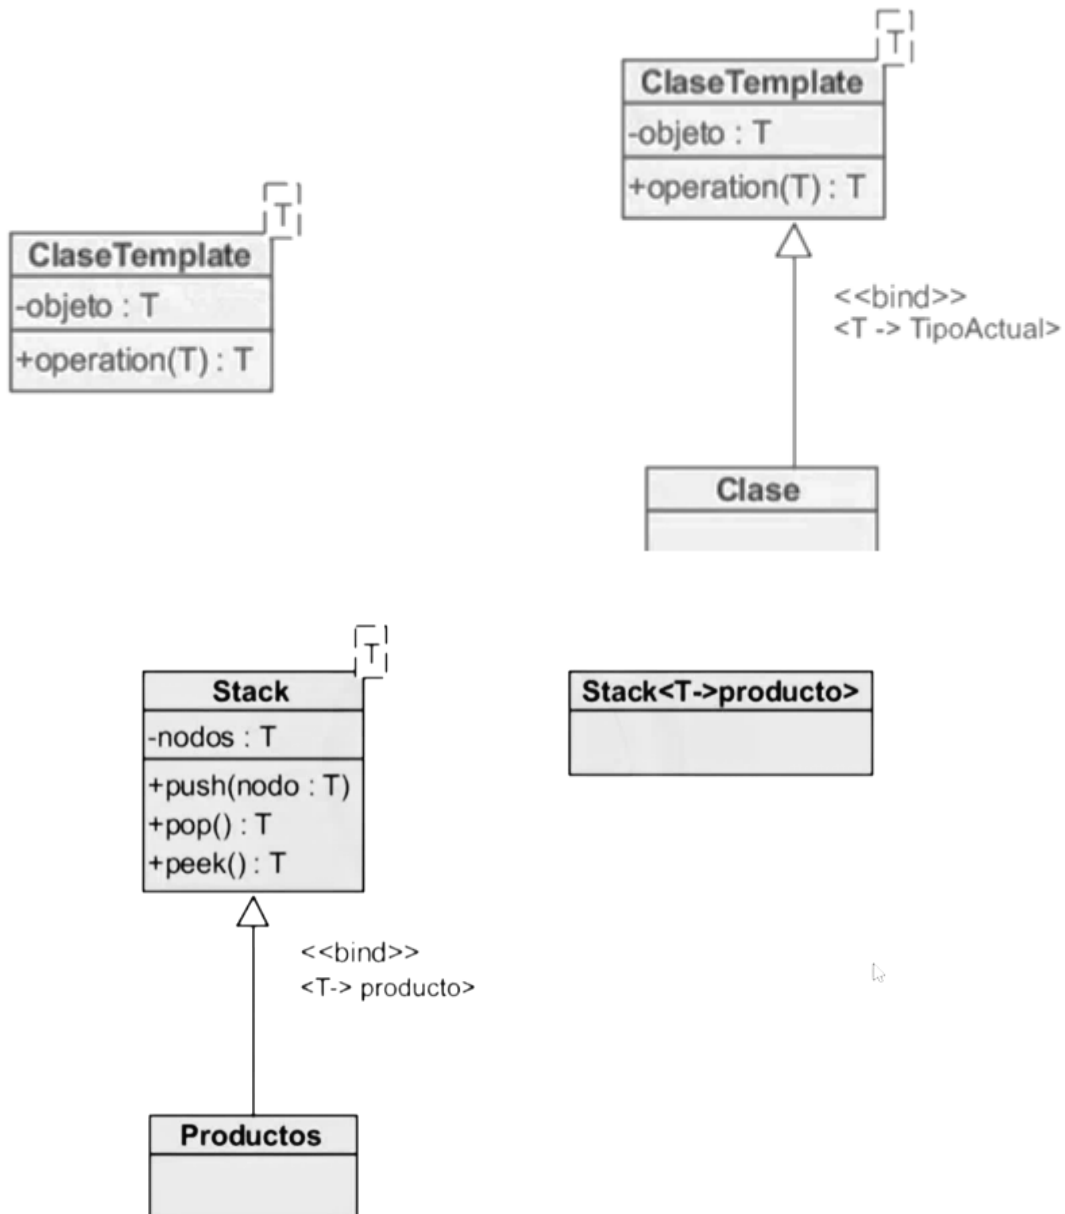 T
ClaseTemplate
-objeto : T
+operation(T) : T
T
ClaseTemplate
-objeto : T
+operation(T) : T
<<bind>>
<T -> TipoActual>
Clase
T
Stack
-nodos : T
+push(nodo : T)
+pop() : T
+peek() : T
<<bind>>
<T-> producto>
Productos
Stack<T->producto>